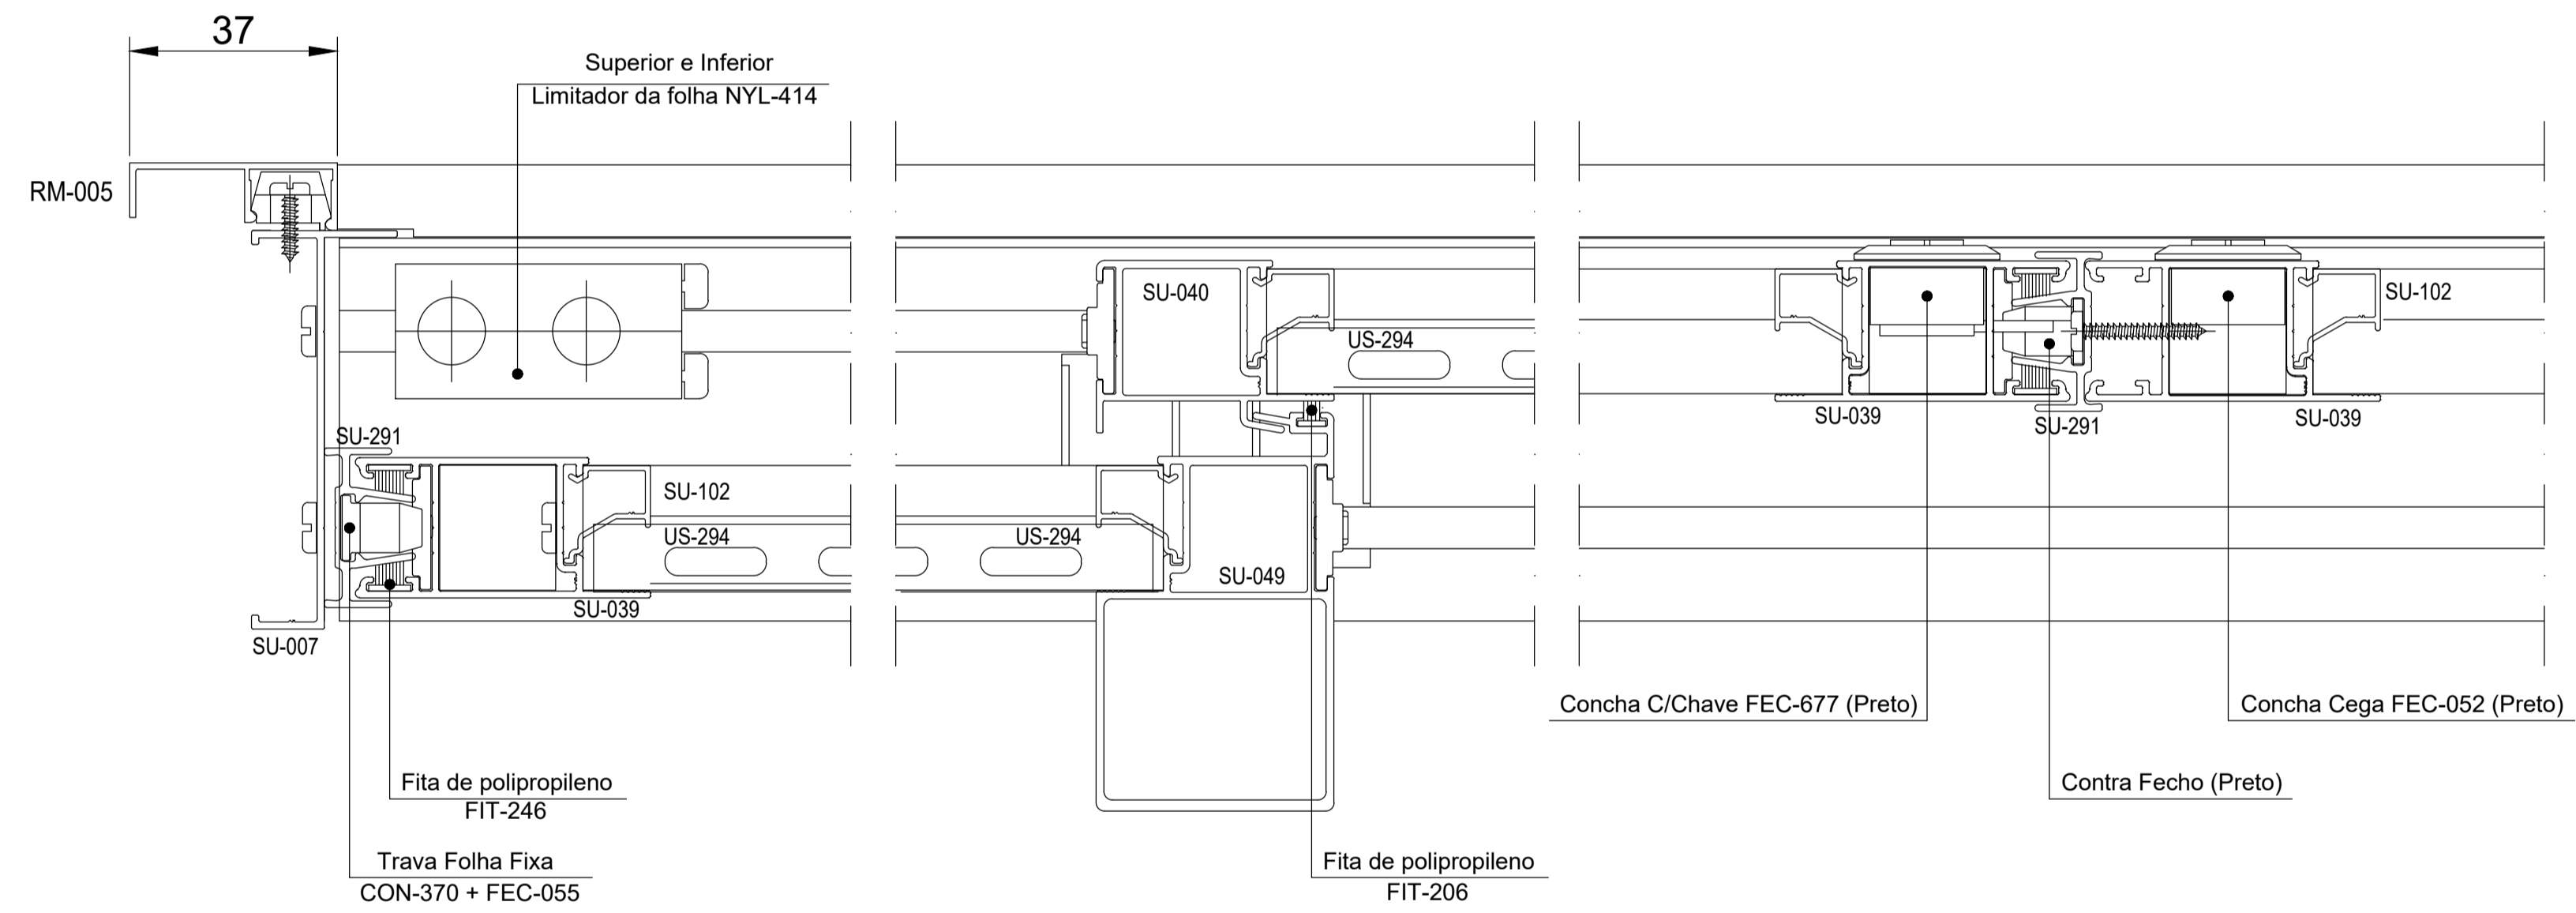 37
Superior e Inferior
Limitador da folha NYL-414
RM-005
SU-040
SU-102
US-294
SU-039
SU-291
SU-039
SU-291
SU-102
US-294
US-294
SU-049
SU-039
SU-007
Concha C/Chave FEC-677 (Preto)
Concha Cega FEC-052 (Preto)
Fita de polipropileno
FIT-246
Contra Fecho (Preto)
Trava Folha Fixa
CON-370 + FEC-055
Fita de polipropileno
FIT-206